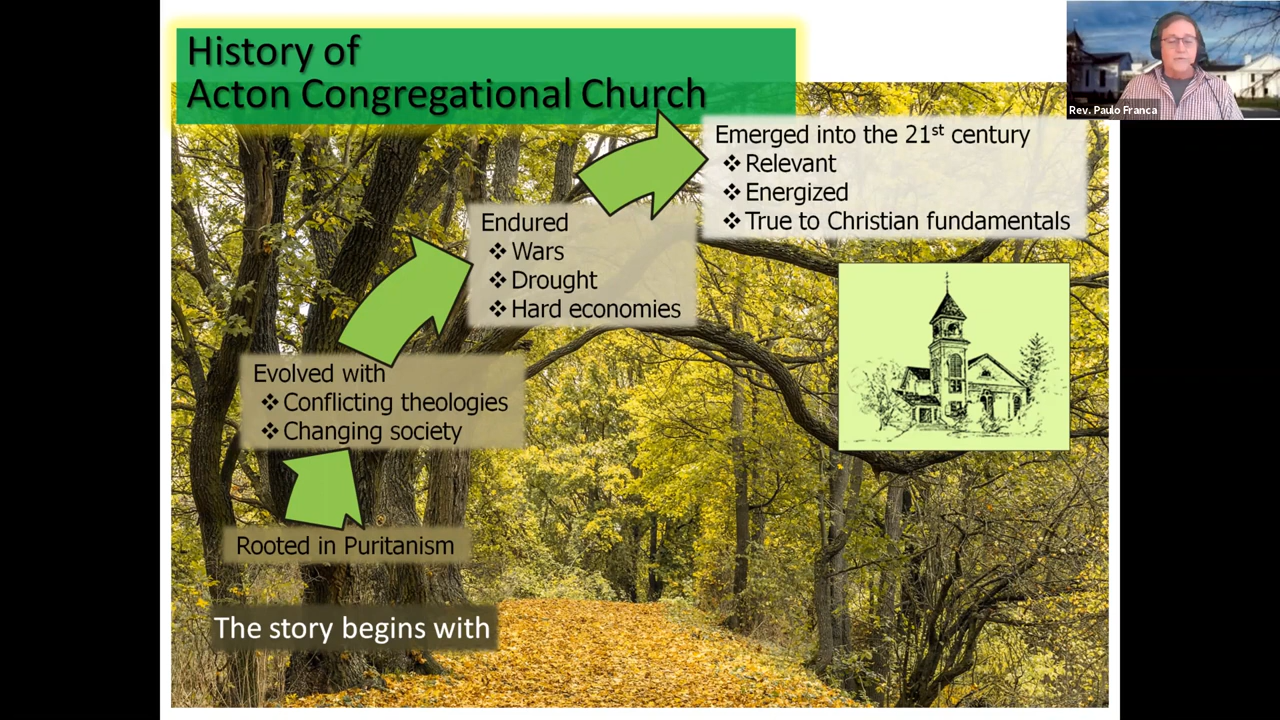 History of
Acton Congregational Church
Rev. Paulo Franca
Emerged into the 21st century
❖ Relevant
❖ Energized
❖ True to Christian fundamentals
Endured
❖ Wars
❖ Drought
❖ Hard economies
Evolved with
❖ Conflicting theologies
❖ Changing society
Rooted in Puritanism
The story begins with